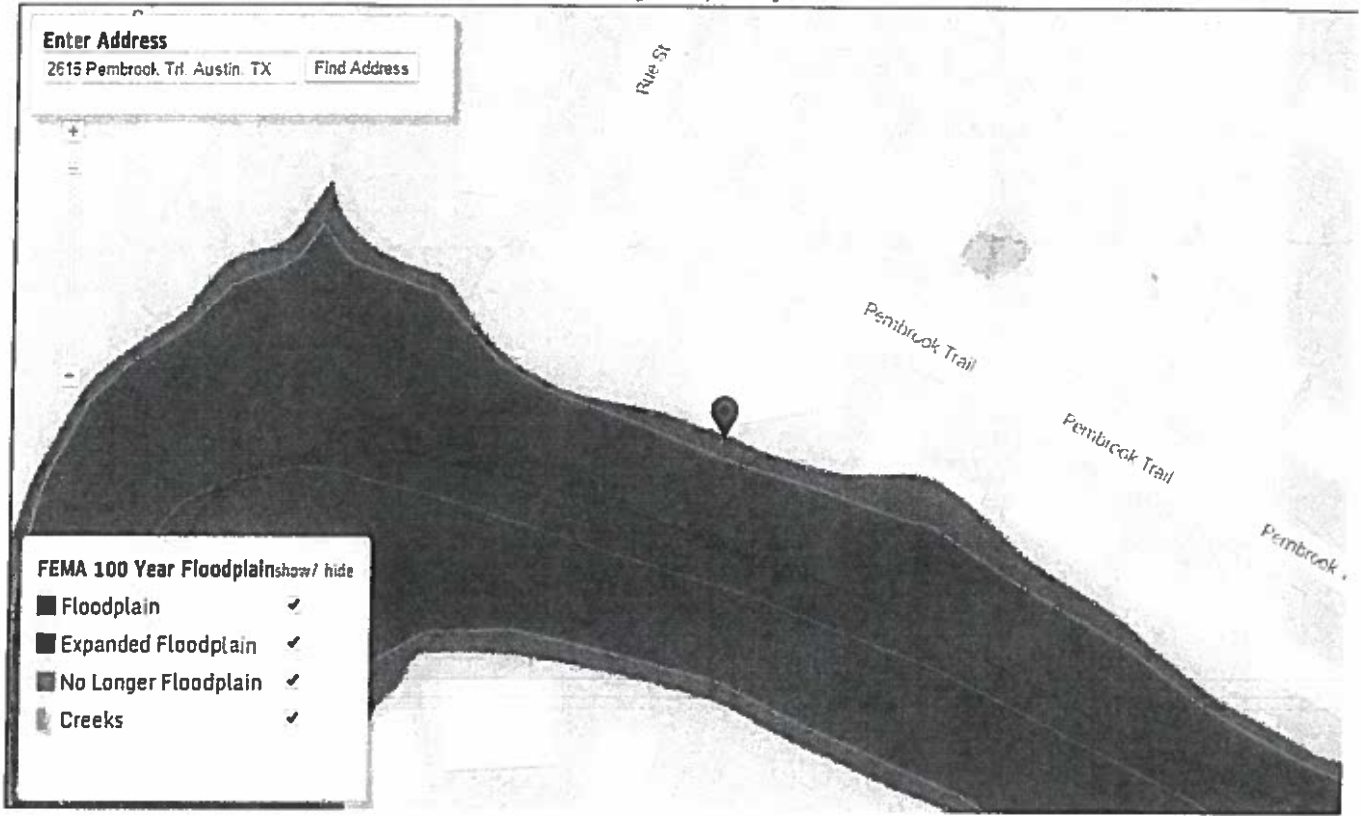 Enter Address
2615 Pembrook Trl. Austin. TX Find Address
Rue St
Pembrook Trail
Pembrook Trail
Pembrook
FEMA 100 Year Floodplain show/ hide
Floodplain
Expanded Floodplain
No Longer Floodplain
Creeks